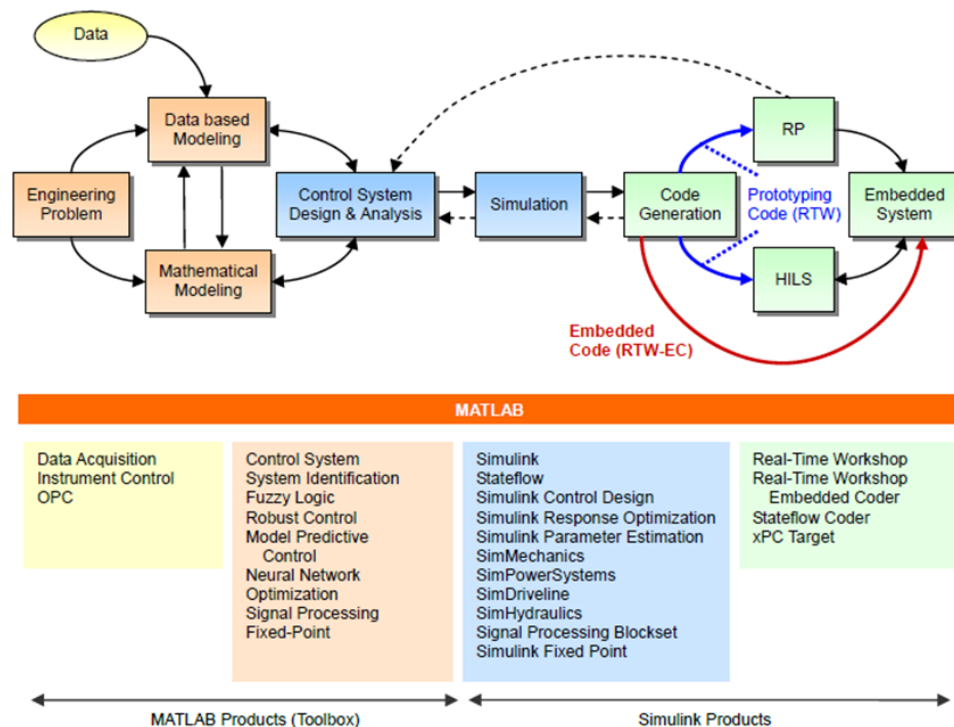 Data
Data based
Modeling
Engineering
Problem
Mathematical
Modeling
Control System
Design & Analysis
Simulation
Code
Generation
RP
Prototyping
Code (RTW)
HILS
Embedded
System
Embedded
Code (RTW-EC)
MATLAB
Data Acquisition
Instrument Control
OPC
Control System
System Identification
Fuzzy Logic
Robust Control
Model Predictive
Control
Neural Network
Optimization
Signal Processing
Fixed-Point
Simulink
Stateflow
Simulink Control Design
Simulink Response Optimization
Simulink Parameter Estimation
SimMechanics
SimPowerSystems
SimDriveline
SimHydraulics
Signal Processing Blockset
Simulink Fixed Point
Real-Time Workshop
Real-Time Workshop
Embedded Coder
Stateflow Coder
xPC Target
MATLAB Products (Toolbox)
Simulink Products